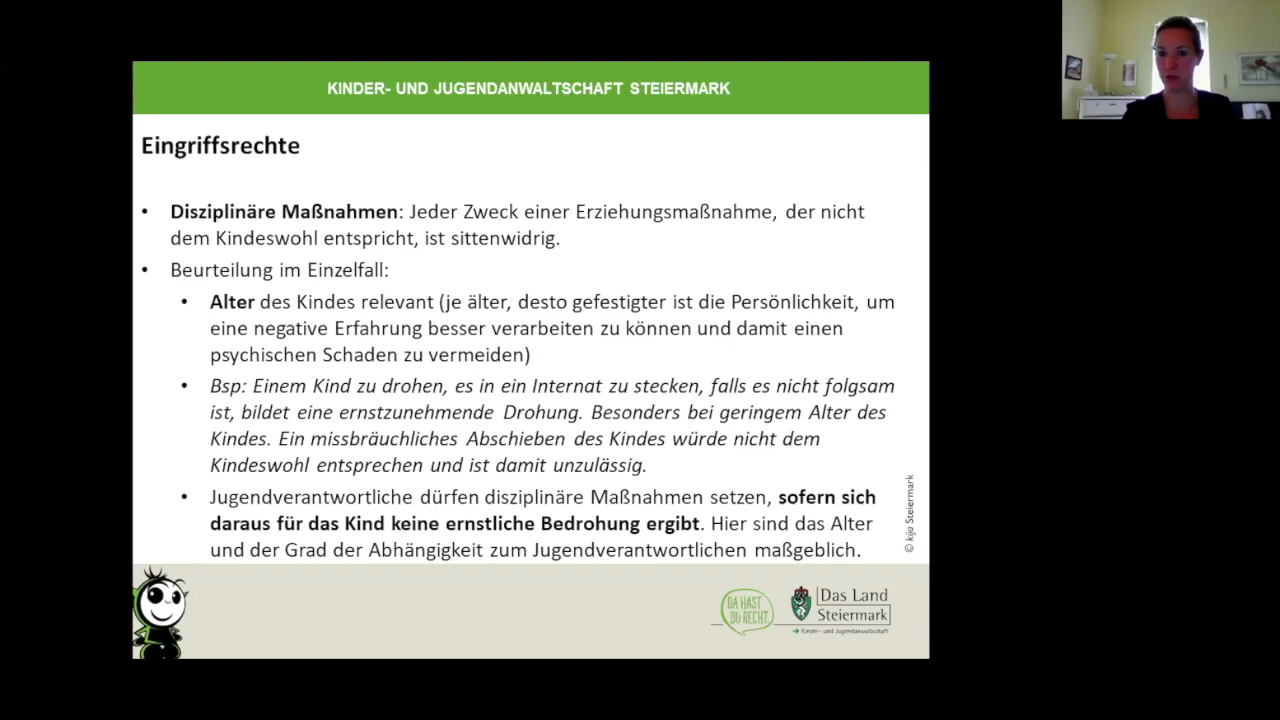 KINDER- UND JUGENDANWALTSCHAFT STEIERMARK
Eingriffsrechte
• Disziplinäre Maßnahmen: Jeder Zweck einer Erziehungsmaßnahme, der nicht
dem Kindeswohl entspricht, ist sittenwidrig.
• Beurteilung im Einzelfall:
• Alter des Kindes relevant (je älter, desto gefestigter ist die Persönlichkeit, um
eine negative Erfahrung besser verarbeiten zu können und damit einen
psychischen Schaden zu vermeiden)
• Bsp: Einem Kind zu drohen, es in ein Internat zu stecken, falls es nicht folgsam
ist, bildet eine ernstzunehmende Drohung. Besonders bei geringem Alter des
Kindes. Ein missbräuchliches Abschieben des Kindes würde nicht dem
Kindeswohl entsprechen und ist damit unzulässig.
• Jugendverantwortliche dürfen disziplinäre Maßnahmen setzen, sofern sich
daraus für das Kind keine ernstliche Bedrohung ergibt. Hier sind das Alter
und der Grad der Abhängigkeit zum Jugendverantwortlichen maßgeblich.
© kija Steiermark
DA HAST
DU RECHT
Das Land
Steiermark
→ Kinder- und Jugendanwaltschaft